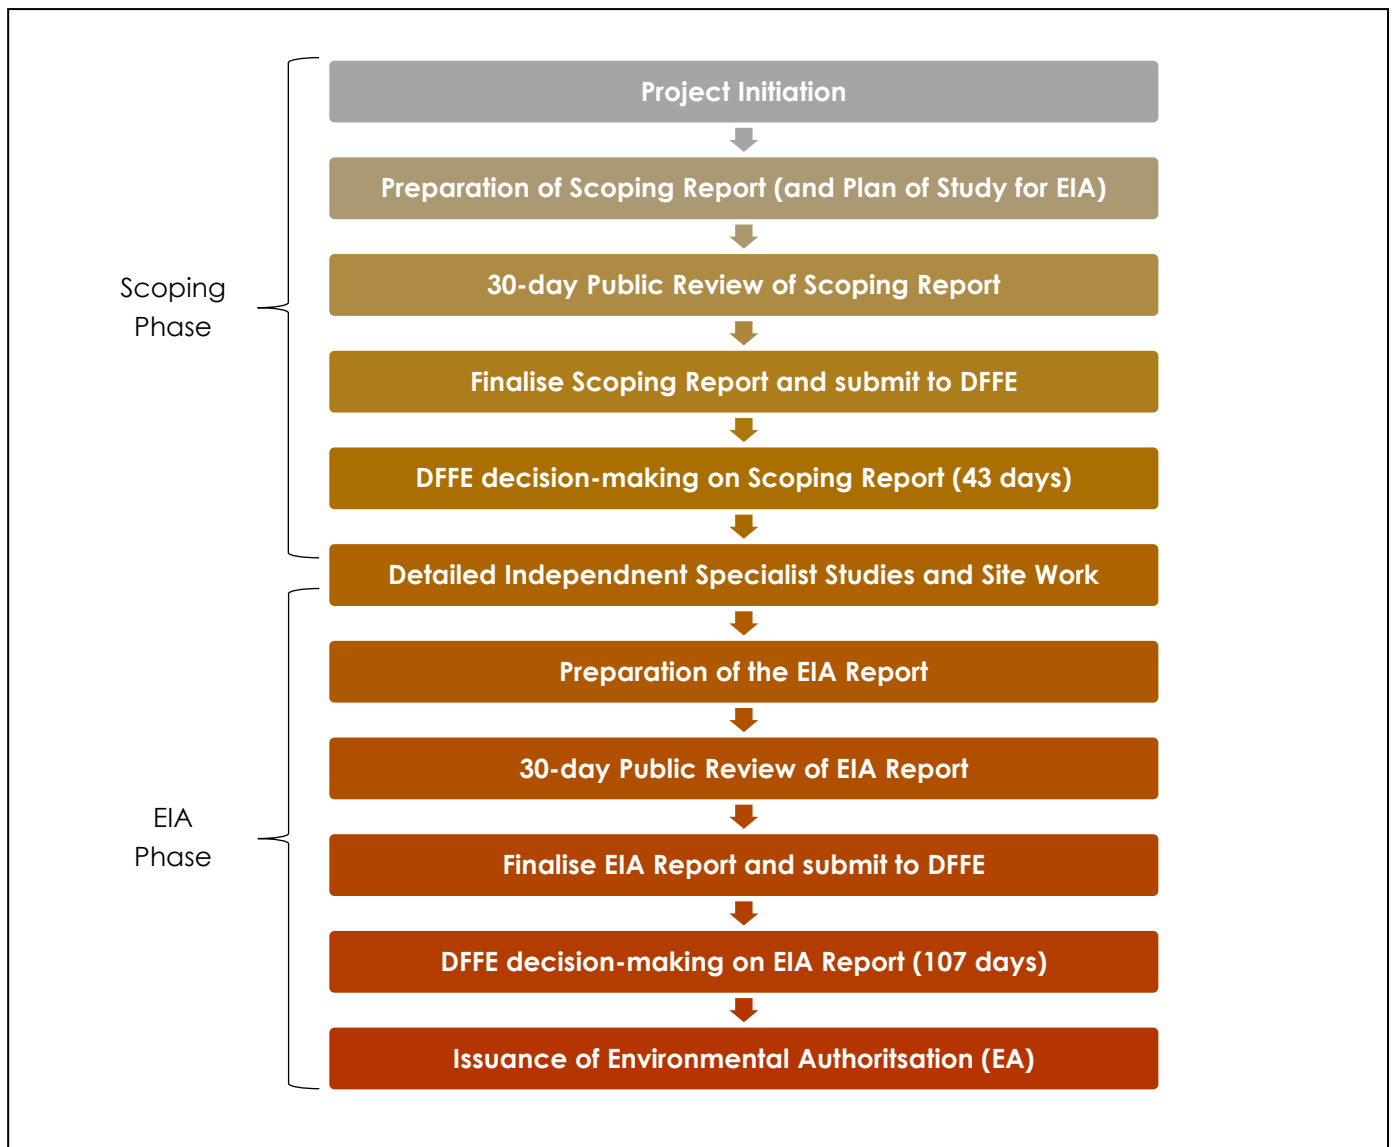 Project Initiation
Preparation of Scoping Report (and Plan of Study for EIA)
30-day Public Review of Scoping Report
Scoping
Phase
Finalise Scoping Report and submit to DFFE
DFFE decision-making on Scoping Report (43 days)
Detailed Independnent Specialist Studies and Site Work
Preparation of the EIA Report
30-day Public Review of EIA Report
EIA
Phase
Finalise EIA Report and submit to DFFE
DFFE decision-making on EIA Report (107 days)
Issuance of Environmental Authoritsation (EA)